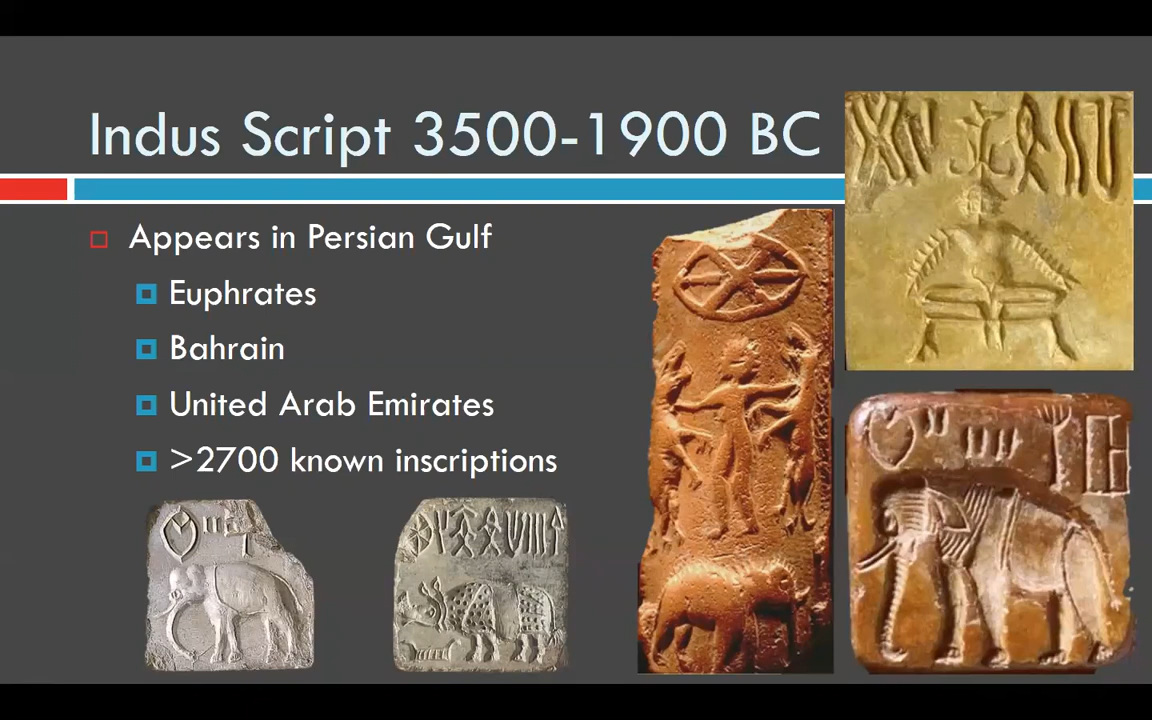 Indus Script 3500-1900 BC
Appears in Persian Gulf
Euphrates
Bahrain
United Arab Emirates
>2700 known inscriptions